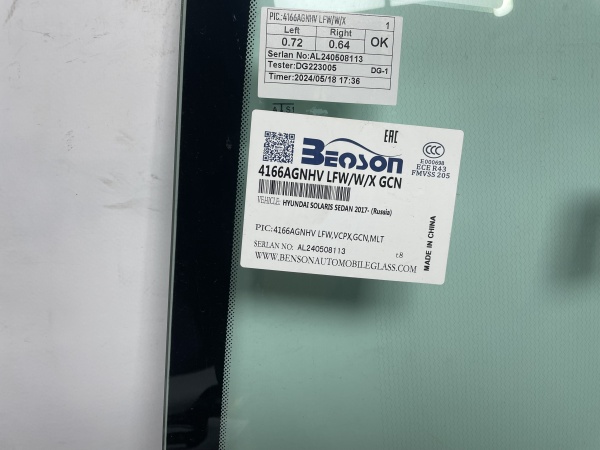 PIC:4166AGNHV LFW/W/X 1
Left Right OK
0.72 0.64
Serlan No:AL240508113
Tester:DG223005 DG-1
Timer:2024/05/18 17:36
BENSON
EAC
CCC
E000698
ECE R43
FMVSS 205
4166AGNHV LFW/W/X GCN
VEHICLE: HYUNDAI SOLARIS SEDAN 2017- (Russia)
PIC:4166AGNHV LFW,VCPX,GCN,MLT
SERLAN NO: AL240508113 t8
WWW.BENSONAUTOMOBILEGLASS.COM
MADE IN CHINA